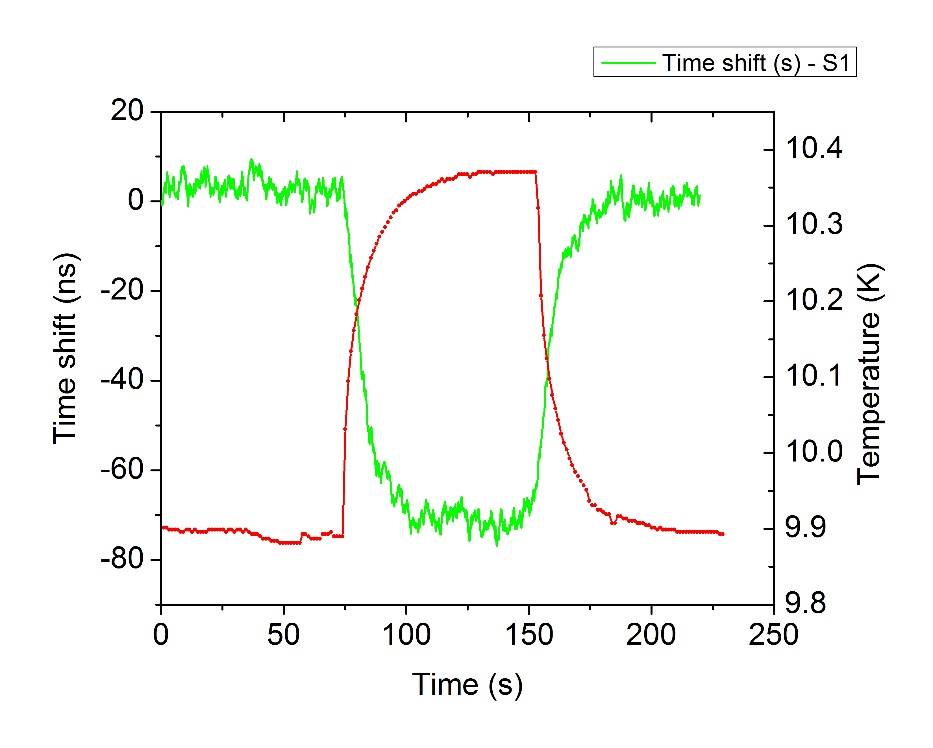 Time shift (s) - S1
20
0
-20
-40
-60
-80
Time shift (ns)
10.4
10.3
10.2
10.1
10.0
9.9
9.8
Temperature (K)
0 50 100 150 200 250
Time (s)